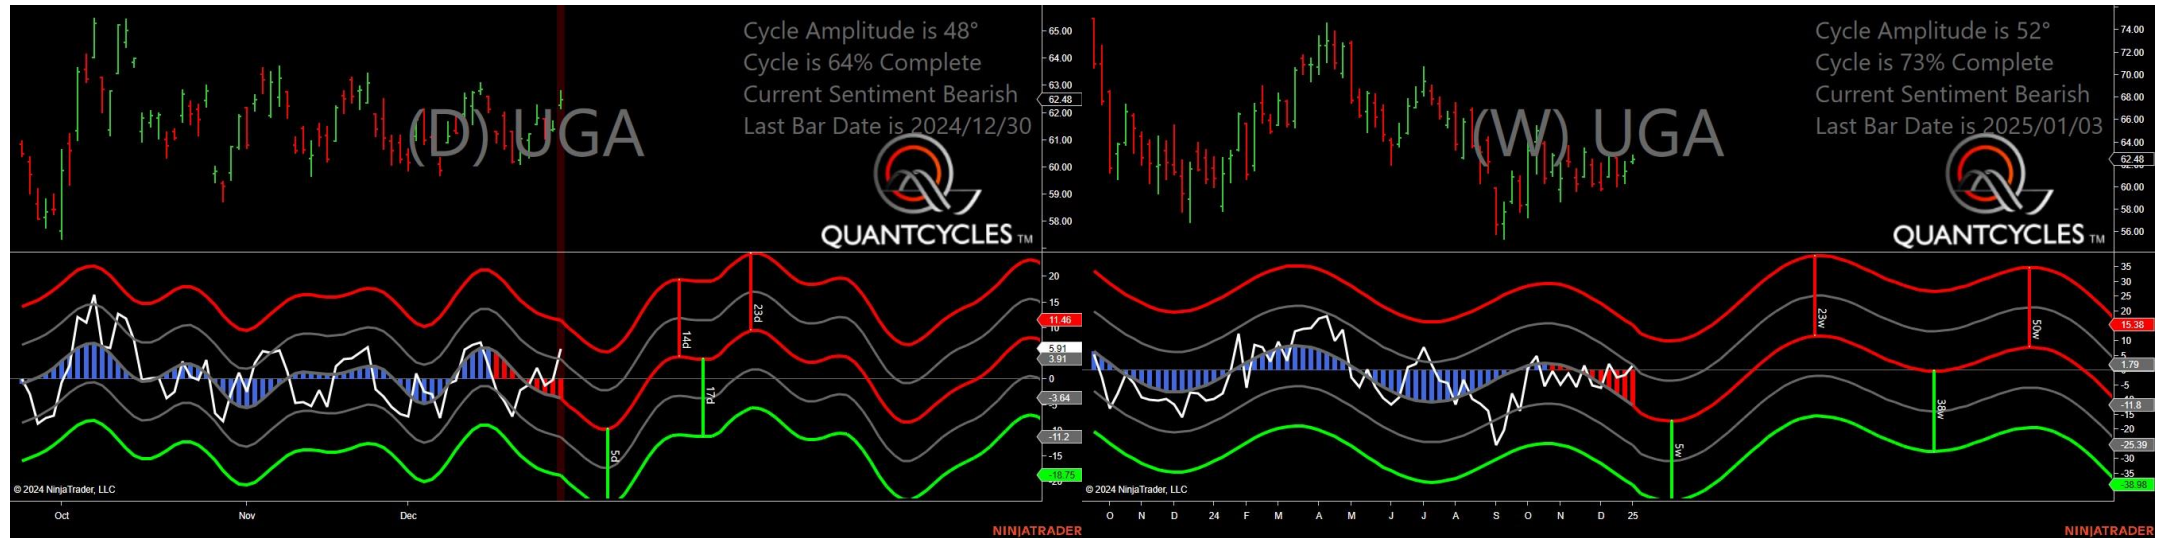 Cycle Amplitude is 48°
Cycle is 64% Complete
Current Sentiment Bearish
Last Bar Date is 2024/12/30
(D) UGA
QUANTCYCLES TM
65.00
64.00
63.00
62.48
62.00
61.00
60.00
59.00
58.00
20
15
11.46
10
5.91
3.91
0
-3.64
-11.2
-15
-18.75
14d
23d
17d
5d
© 2024 NinjaTrader, LLC
Oct
Nov
Dec
NINJATRADER
Cycle Amplitude is 52°
Cycle is 73% Complete
Current Sentiment Bearish
Last Bar Date is 2025/01/03
(W) UGA
QUANTCYCLES TM
74.00
72.00
70.00
68.00
66.00
64.00
62.48
60.00
58.00
56.00
35
30
25
20
15.38
10
5
1.79
-5
-11.8
-15
-20
-25.39
-30
-35
-38.98
23w
50w
38w
5w
© 2024 NinjaTrader, LLC
O N D 24 F M A M J J A S O N D 25
NINJATRADER